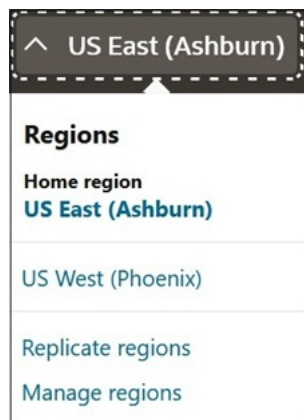 US East (Ashburn)
Regions
Home region
US East (Ashburn)
US West (Phoenix)
Replicate regions
Manage regions